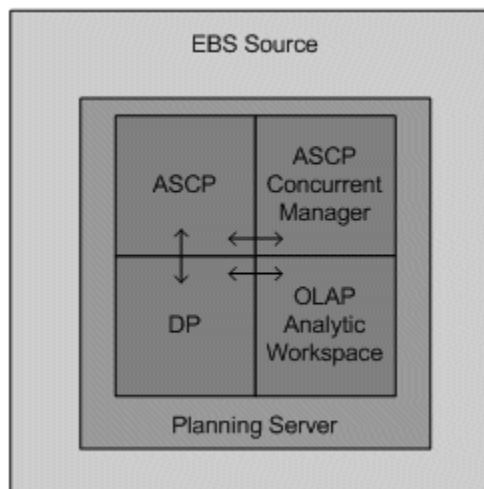 EBS Source
ASCP
ASCP
Concurrent
Manager
DP
OLAP
Analytic
Workspace
Planning Server